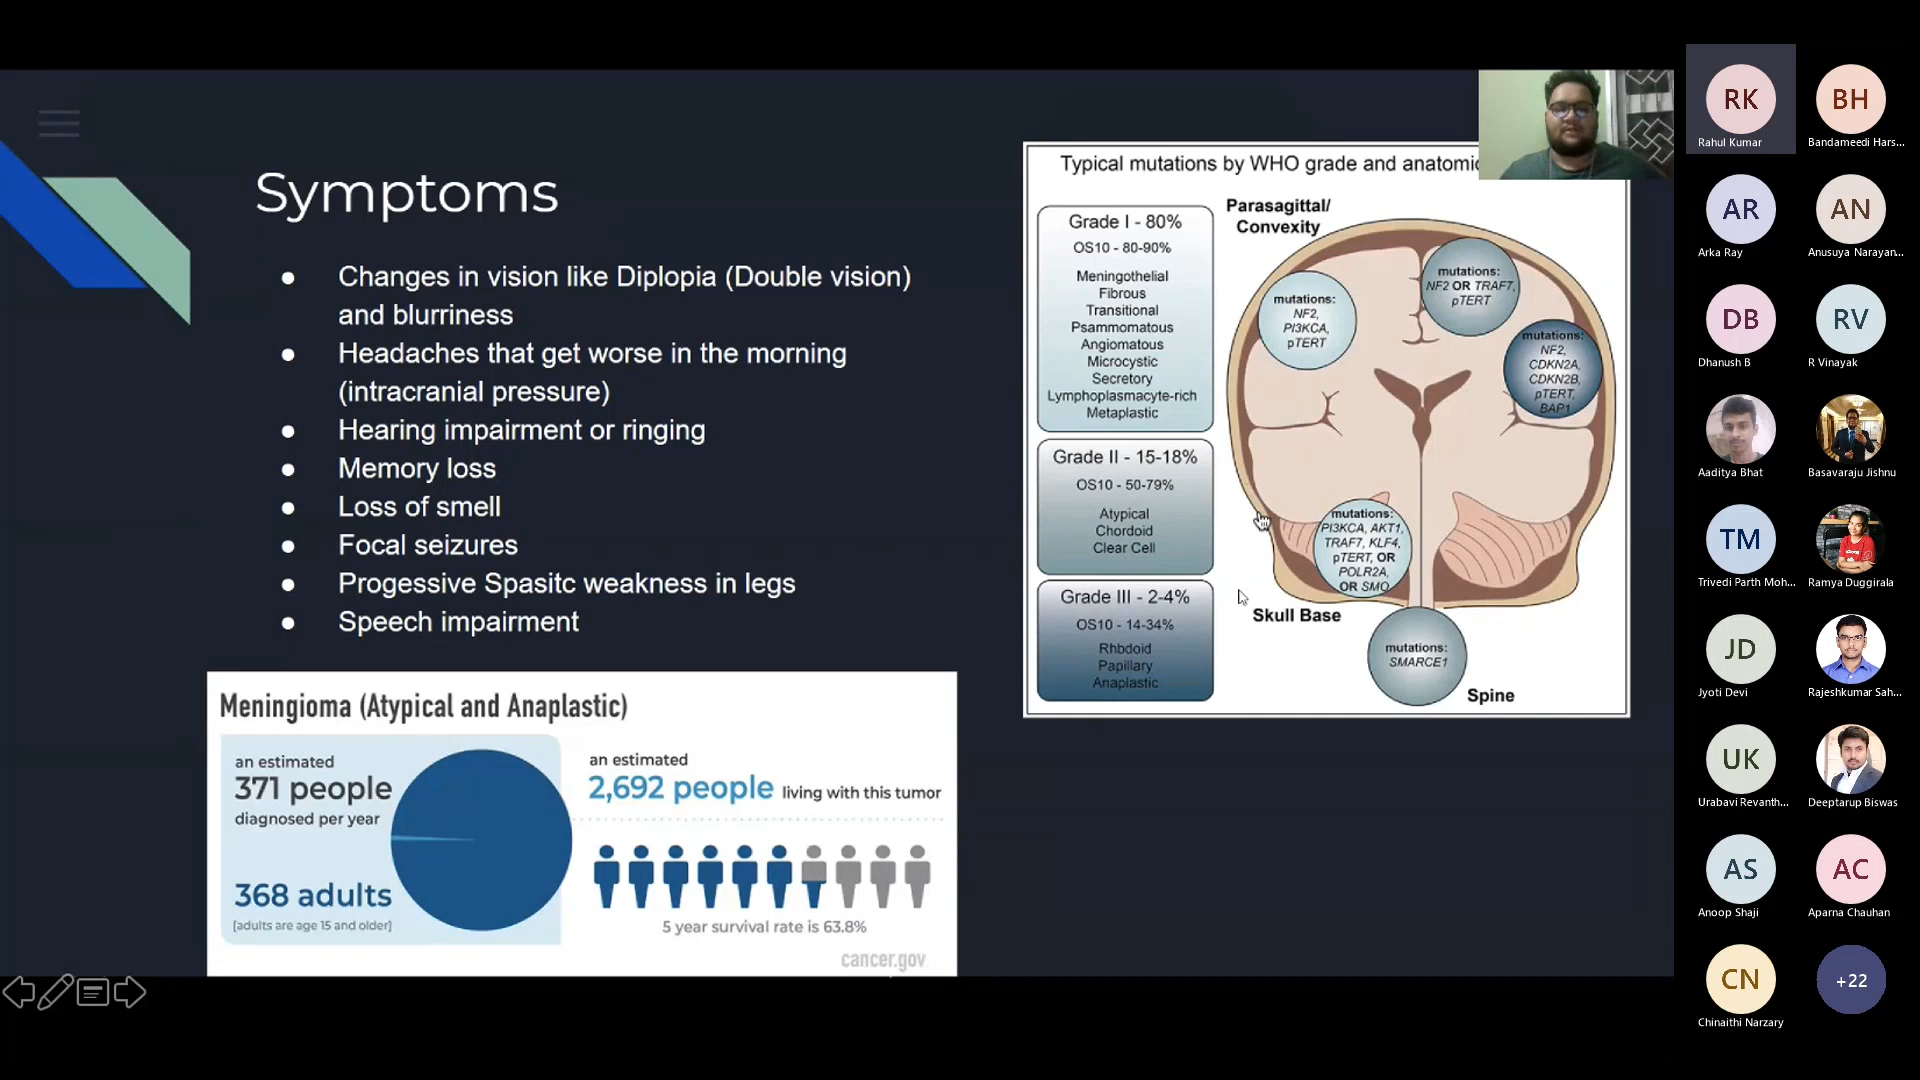 Symptoms
● Changes in vision like Diplopia (Double vision)
and blurriness
● Headaches that get worse in the morning
(intracranial pressure)
● Hearing impairment or ringing
● Memory loss
● Loss of smell
● Focal seizures
● Progessive Spasitc weakness in legs
● Speech impairment
Meningioma (Atypical and Anaplastic)
an estimated
371 people
diagnosed per year
368 adults
[adults are age 15 and older]
an estimated
2,692 people living with this tumor
5 year survival rate is 63.8%
cancer.gov
Typical mutations by WHO grade and anatomic
Grade I - 80%
OS10 - 80-90%
Meningothelial
Fibrous
Transitional
Psammomatous
Angiomatous
Microcystic
Secretory
Lymphoplasmacyte-rich
Metaplastic
Grade II - 15-18%
OS10 - 50-79%
Atypical
Chordoid
Clear Cell
Grade III - 2-4%
OS10 - 14-34%
Rhbdoid
Papillary
Anaplastic
Parasagittal/
Convexity
mutations:
NF2,
PI3KCA,
pTERT
mutations:
NF2 OR TRAF7,
pTERT
mutations:
NF2,
CDKN2A,
CDKN2B,
pTERT,
BAP1
mutations:
PI3KCA, AKT1,
TRAF7, KLF4,
pTERT, OR
POLR2A,
OR SMO
Skull Base
mutations:
SMARCE1
Spine
RK
Rahul Kumar
BH
Bandameedi Hars...
AR
Arka Ray
AN
Anusuya Narayan...
DB
Dhanush B
RV
R Vinayak
Aaditya Bhat
Basavaraju Jishnu
TM
Trivedi Parth Moh...
Ramya Duggirala
JD
Jyoti Devi
Rajeshkumar Sah...
UK
Urabavi Revanth...
Deeptarup Biswas
AS
Anoop Shaji
AC
Aparna Chauhan
CN
Chinaithi Narzary
+22